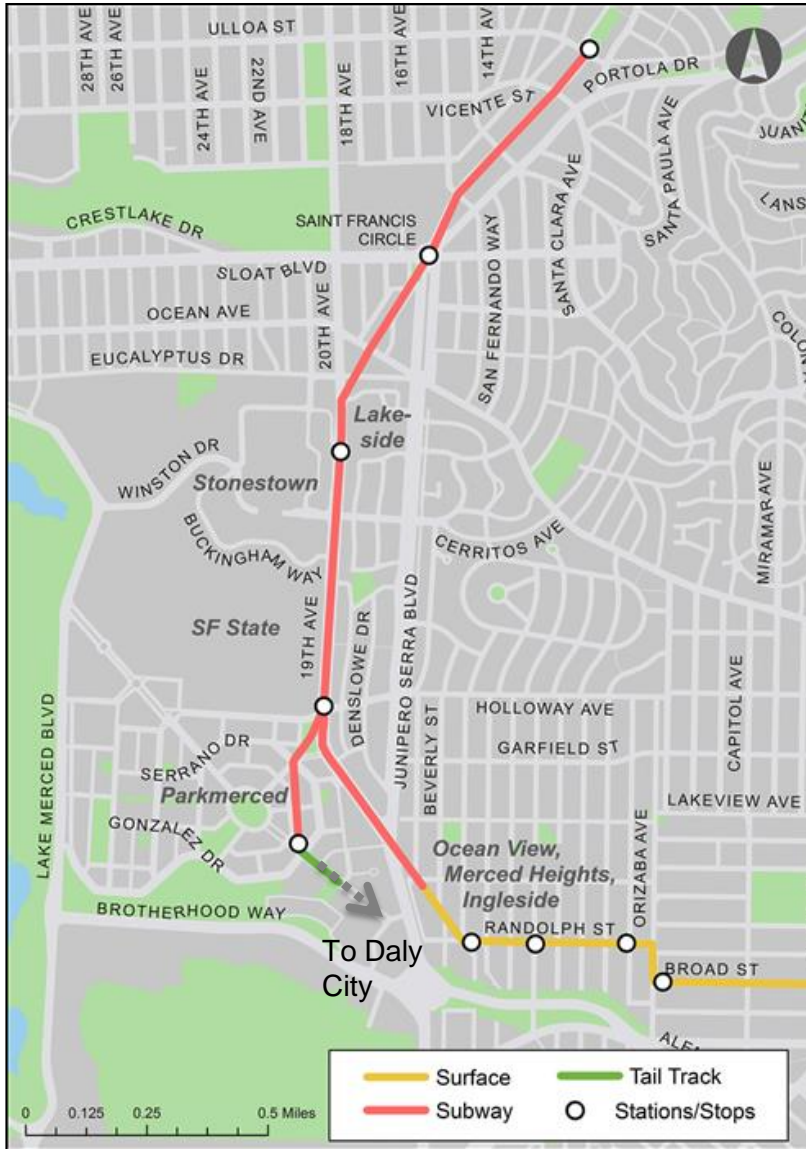 ULLOA ST
28TH AVE
26TH AVE
24TH AVE
22ND AVE
18TH AVE
16TH AVE
14TH AVE
VICENTE ST
PORTOLA DR
SANTA PAULA AVE
JUANI
LANS
CRESTLAKE DR
SAINT FRANCIS
CIRCLE
SLOAT BLVD
SANTA CLARA AVE
SAN FERNANDO WAY
OCEAN AVE
20TH AVE
EUCALYPTUS DR
COLON
Lake-
side
WINSTON DR
Stonestown
BUCKINGHAM WAY
CERRITOS AVE
MIRAMAR AVE
SF State
19TH AVE
DENSLOWE DR
JUNIPERO SERRA BLVD
BEVERLY ST
HOLLOWAY AVE
GARFIELD ST
CAPITOL AVE
LAKE MERCED BLVD
SERRANO DR
Parkmerced
LAKEVIEW AVE
GONZALEZ DR
ORIZABA AVE
Ocean View,
Merced Heights,
Ingleside
BROTHERHOOD WAY
RANDOLPH ST
To Daly
City
BROAD ST
Surface
Tail Track
Subway
Stations/Stops
0 0.125 0.25 0.5 Miles